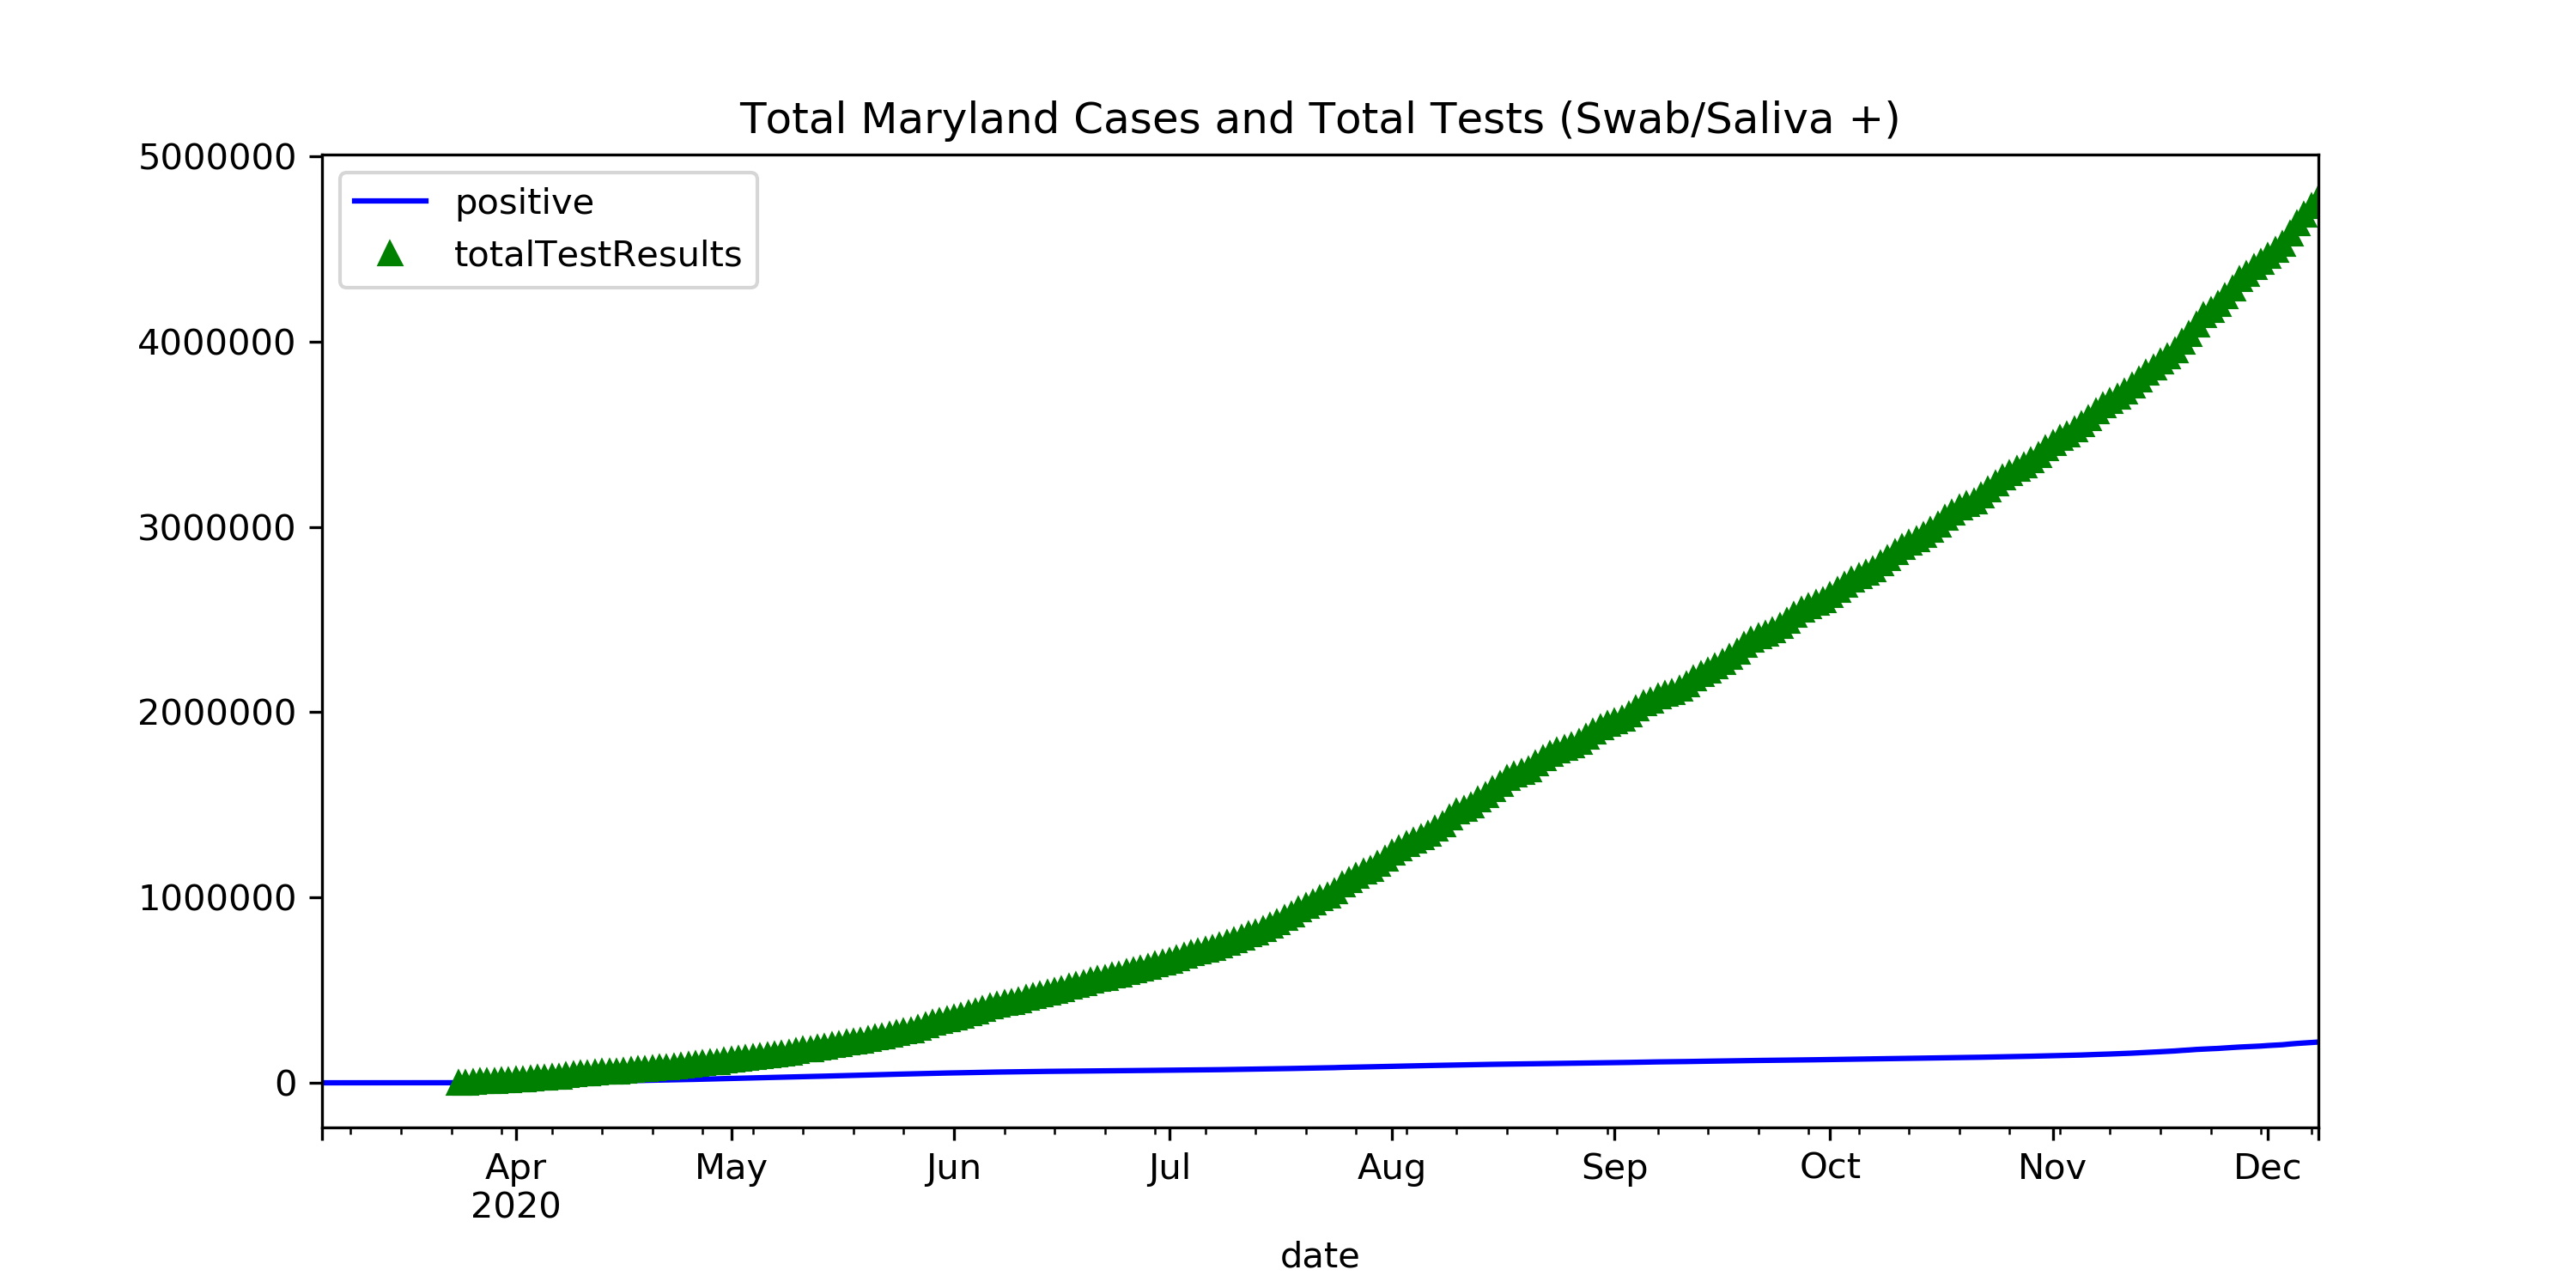 Total Maryland Cases and Total Tests (Swab/Saliva +)
positive
totalTestResults
5000000
4000000
3000000
2000000
1000000
0
Apr May Jun Jul Aug Sep Oct Nov Dec
2020
date